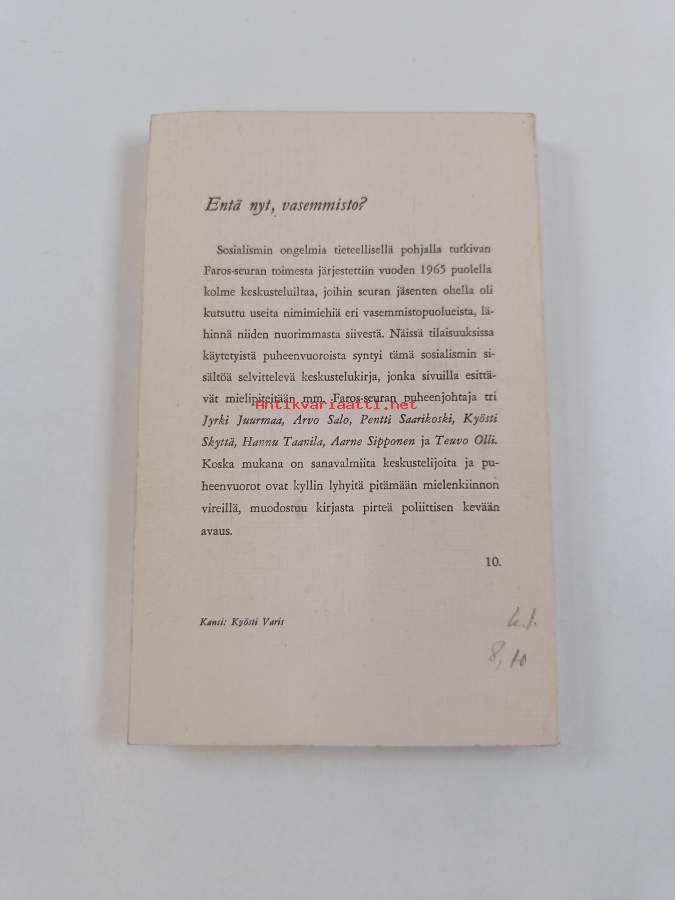 Entä nyt, vasemmisto?
Sosialismin ongelmia tieteellisellä pohjalla tutkivan
Faros-seuran toimesta järjestettiin vuoden 1965 puolella
kolme keskusteluiltaa, joihin seuran jäsenten ohella oli
kutsuttu useita nimimiehiä eri vasemmistopuolueista, lä-
hinnä niiden nuorimmasta siivestä. Näissä tilaisuuksissa
käytetyistä puheenvuoroista syntyi tämä sosialismin si-
sältöä selvittelevä keskustelukirja, jonka sivuilla esittä-
vät mielipiteitään mm. Faros-seuran puheenjohtaja tri
Antikvariaatti.net
Jyrki Juurmaa, Arvo Salo, Pentti Saarikoski, Kyösti
Skyttä, Hannu Taanila, Aarne Sipponen ja Teuvo Olli.
Koska mukana on sanavalmiita keskustelijoita ja pu-
heenvuorot ovat kyllin lyhyitä pitämään mielenkiinnon
vireillä, muodostuu kirjasta pirteä poliittisen kevään
avaus.
10.
Kansi: Kyösti Varis
8,10